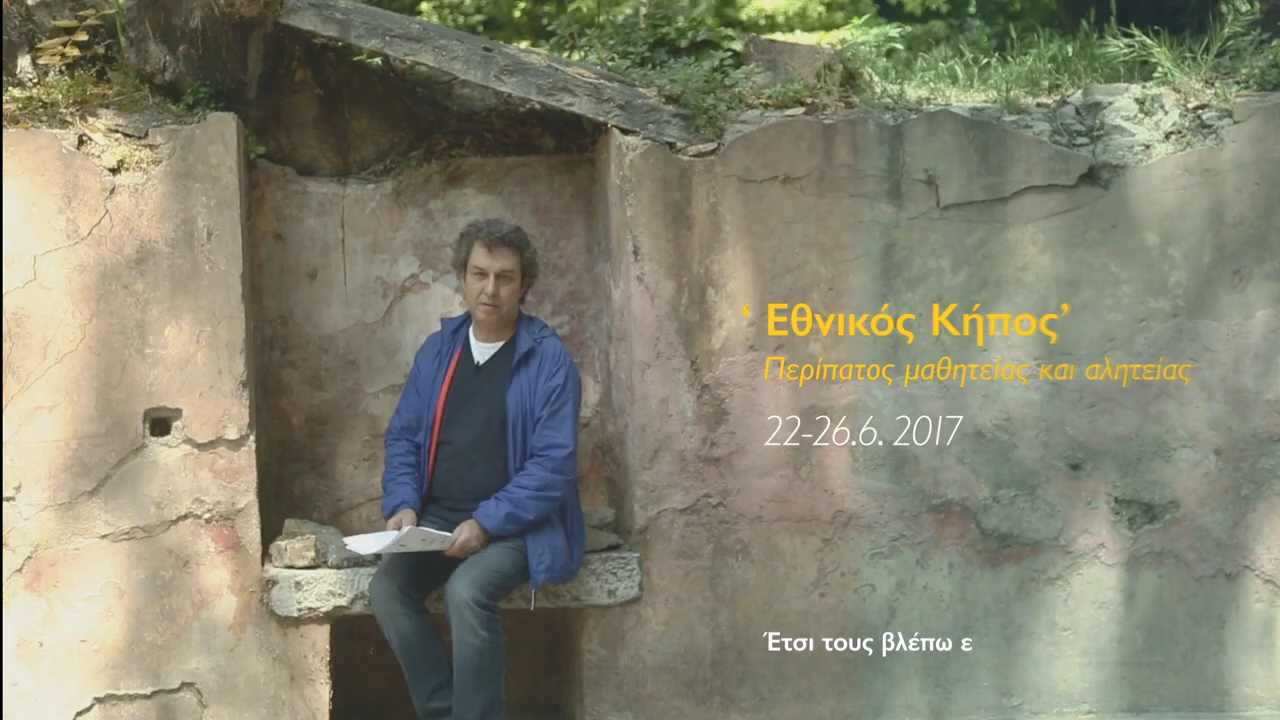 ‘ Εθνικός Κήπος’
Περίπατος μαθητείας και αλητείας
22-26.6. 2017
Έτσι τους βλέπω ε